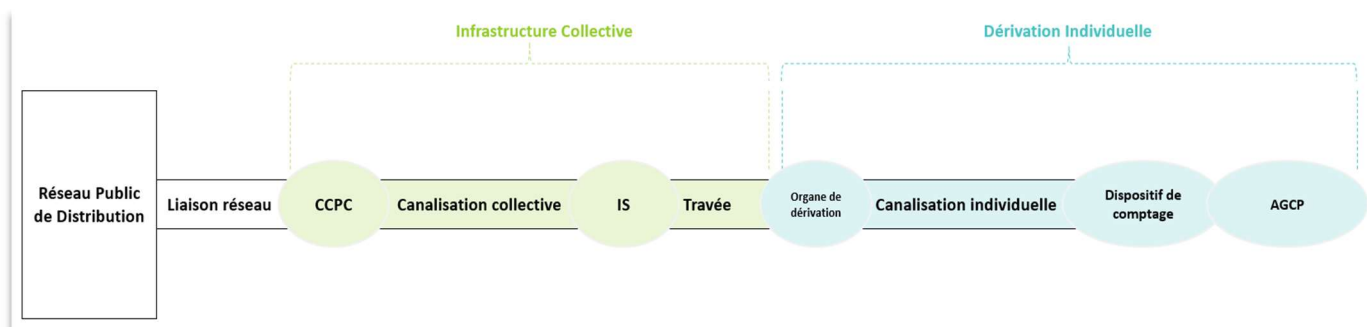 Infrastructure Collective
Dérivation Individuelle
Réseau Public
de Distribution
Liaison réseau
CCPC
Canalisation collective
IS
Travée
Organe de
dérivation
Canalisation individuelle
Dispositif de
comptage
AGCP